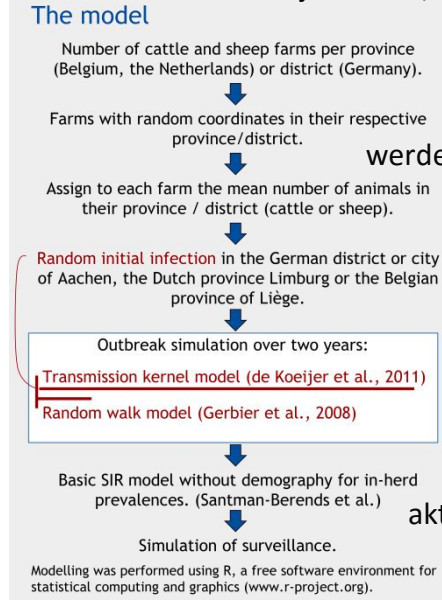 The model
Number of cattle and sheep farms per province
(Belgium, the Netherlands) or district (Germany).
Farms with random coordinates in their respective
province/district.
werde
Assign to each farm the mean number of animals in
their province / district (cattle or sheep).
Random initial infection in the German district or city
of Aachen, the Dutch province Limburg or the Belgian
province of Liège.
Outbreak simulation over two years:
Transmission kernel model (de Koeijer et al., 2011)
Random walk model (Gerbier et al., 2008)
Basic SIR model without demography for in-herd
prevalences. (Santman-Berends et al.)
akt
Simulation of surveillance.
Modelling was performed using R, a free software environment for
statistical computing and graphics (www.r-project.org).